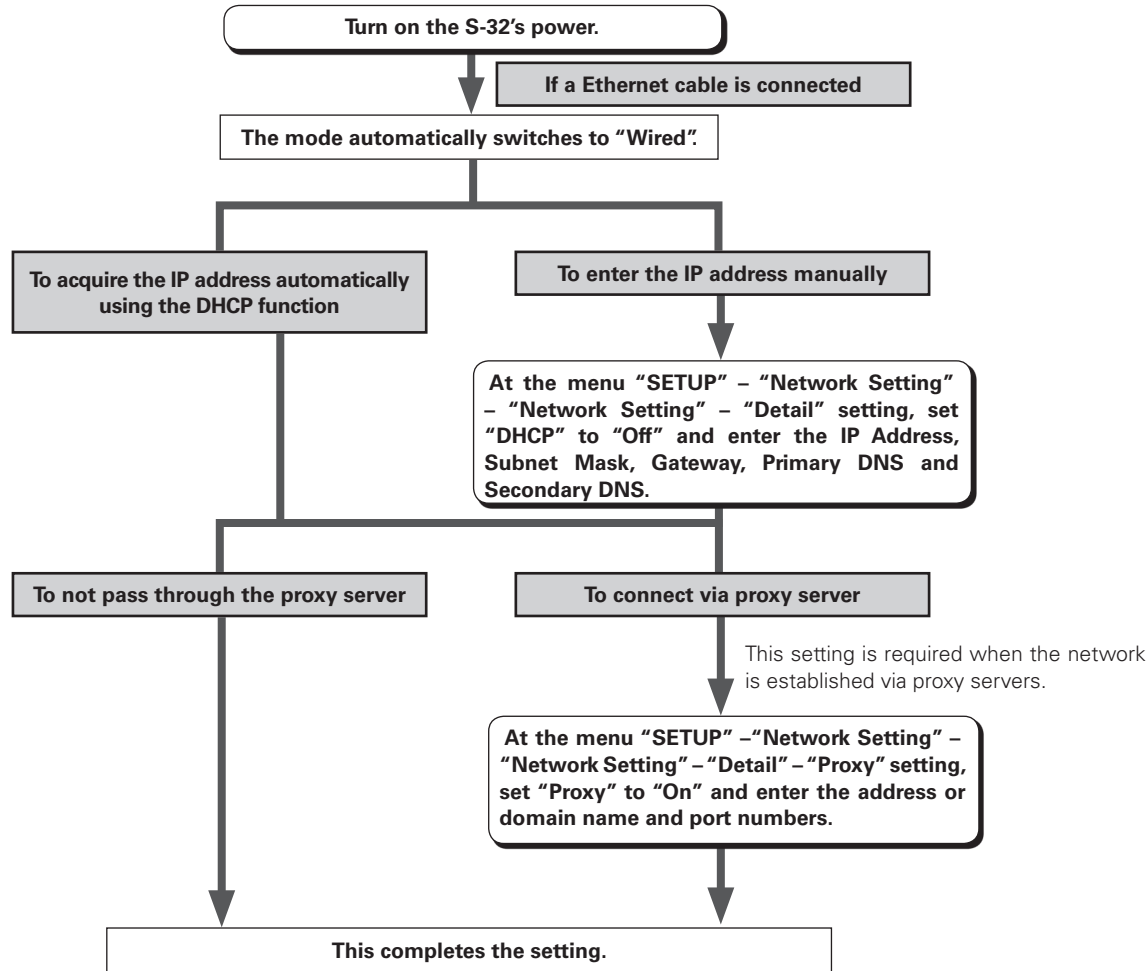 Turn on the S-32's power.
If a Ethernet cable is connected
The mode automatically switches to “Wired”.
To acquire the IP address automatically
using the DHCP function
To enter the IP address manually
At the menu “SETUP” – “Network Setting”
– “Network Setting” – “Detail” setting, set
“DHCP” to “Off” and enter the IP Address,
Subnet Mask, Gateway, Primary DNS and
Secondary DNS.
To not pass through the proxy server
To connect via proxy server
This setting is required when the network
is established via proxy servers.
At the menu “SETUP” –“Network Setting” –
“Network Setting” – “Detail” – “Proxy” setting,
set “Proxy” to “On” and enter the address or
domain name and port numbers.
This completes the setting.